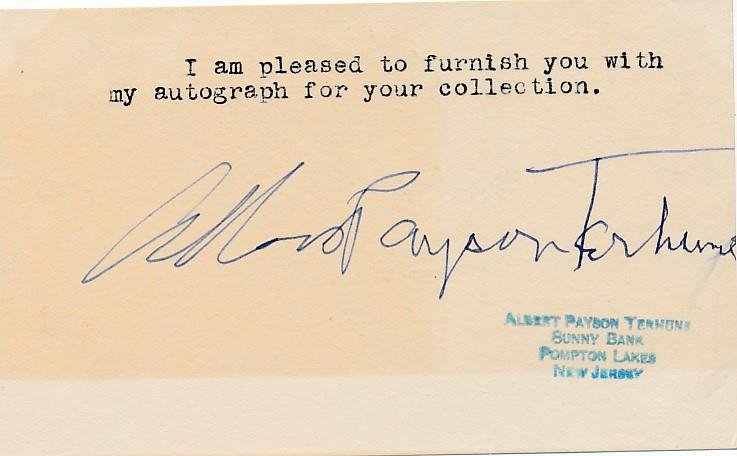 I am pleased to furnish you with
my autograph for your collection.
Albert Payson Terhune
ALBERT PAYSON TERHUNE
SUNNY BANK
POMPTON LAKES
NEW JERSEY